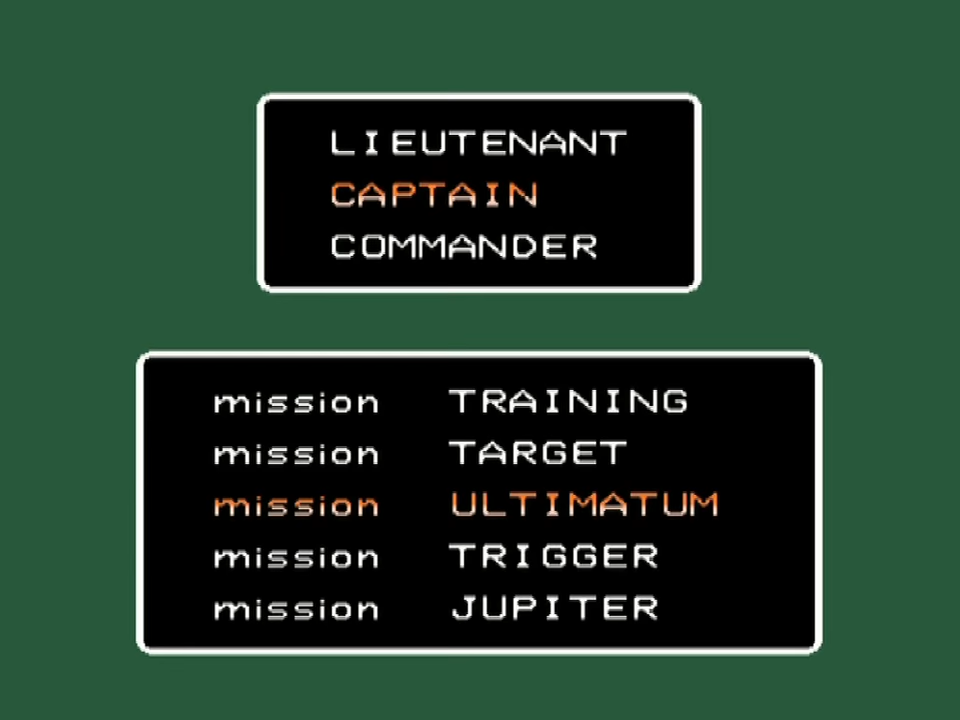 LIEUTENANT
CAPTAIN
COMMANDER
mission TRAINING
mission TARGET
mission ULTIMATUM
mission TRIGGER
mission JUPITER